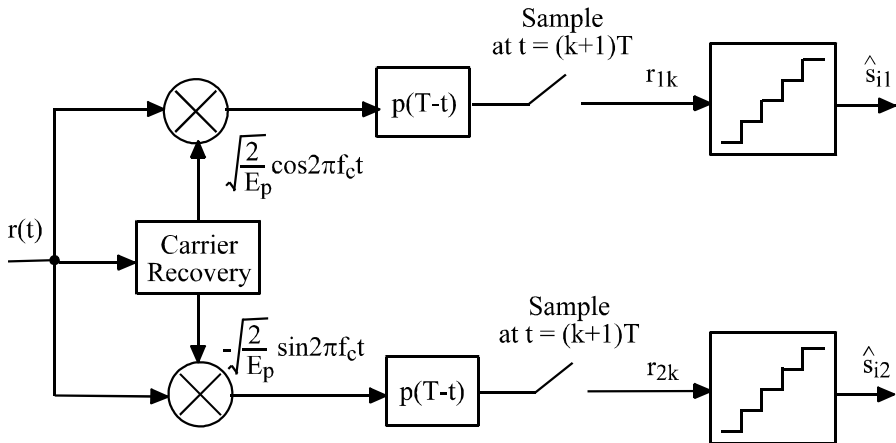 Sample
at t = (k+1)T
p(T-t)
r1k
ŝi1
√2/Ep cos2πfct
r(t)
Carrier
Recovery
Sample
at t = (k+1)T
-√2/Ep sin2πfct
p(T-t)
r2k
ŝi2